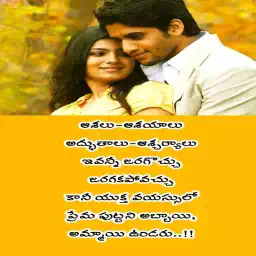 ఆశలు-ఆశయాలు
అద్భుతాలు-ఆశ్చర్యాలు
ఇవన్నీ జరగొచ్చు
జరగకపోవచ్చు
కానీ యుక్త వయస్సులో
ప్రేమ పుట్టని అబ్బాయి,
అమ్మాయి ఉండరు..!!